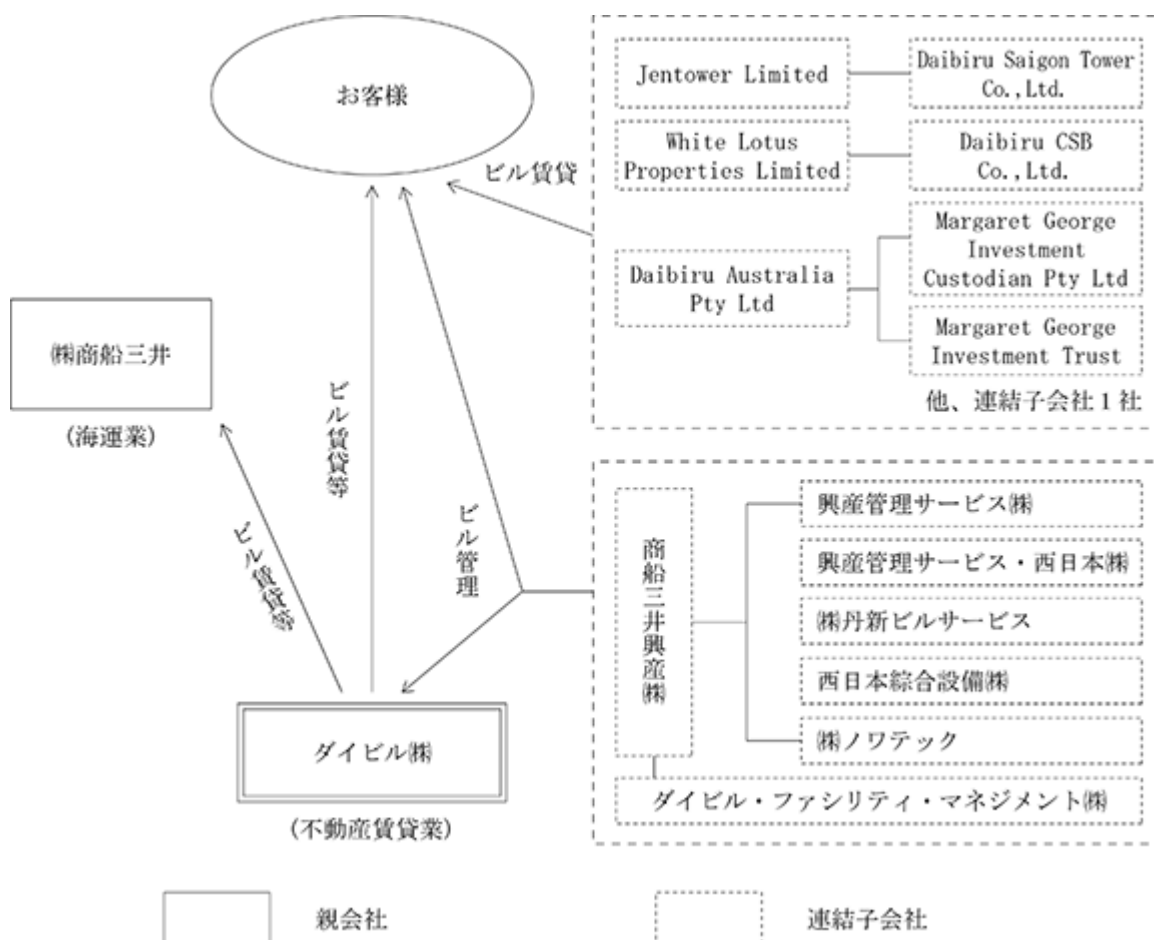 お客様
Jentower Limited
Daibiru Saigon Tower
Co.,Ltd.
White Lotus
Properties Limited
Daibiru CSB
Co.,Ltd.
ビル賃貸
Daibiru Australia
Pty Ltd
Margaret George
Investment
Custodian Pty Ltd
Margaret George
Investment Trust
他、連結子会社1社
㈱商船三井
(海運業)
ビル賃貸等
ビル賃貸等
ビル管理
商船三井興産㈱
興産管理サービス㈱
興産管理サービス・西日本㈱
㈱丹新ビルサービス
西日本綜合設備㈱
㈱ノワテック
ダイビル・ファシリティ・マネジメント㈱
ダイビル㈱
(不動産賃貸業)
親会社
連結子会社